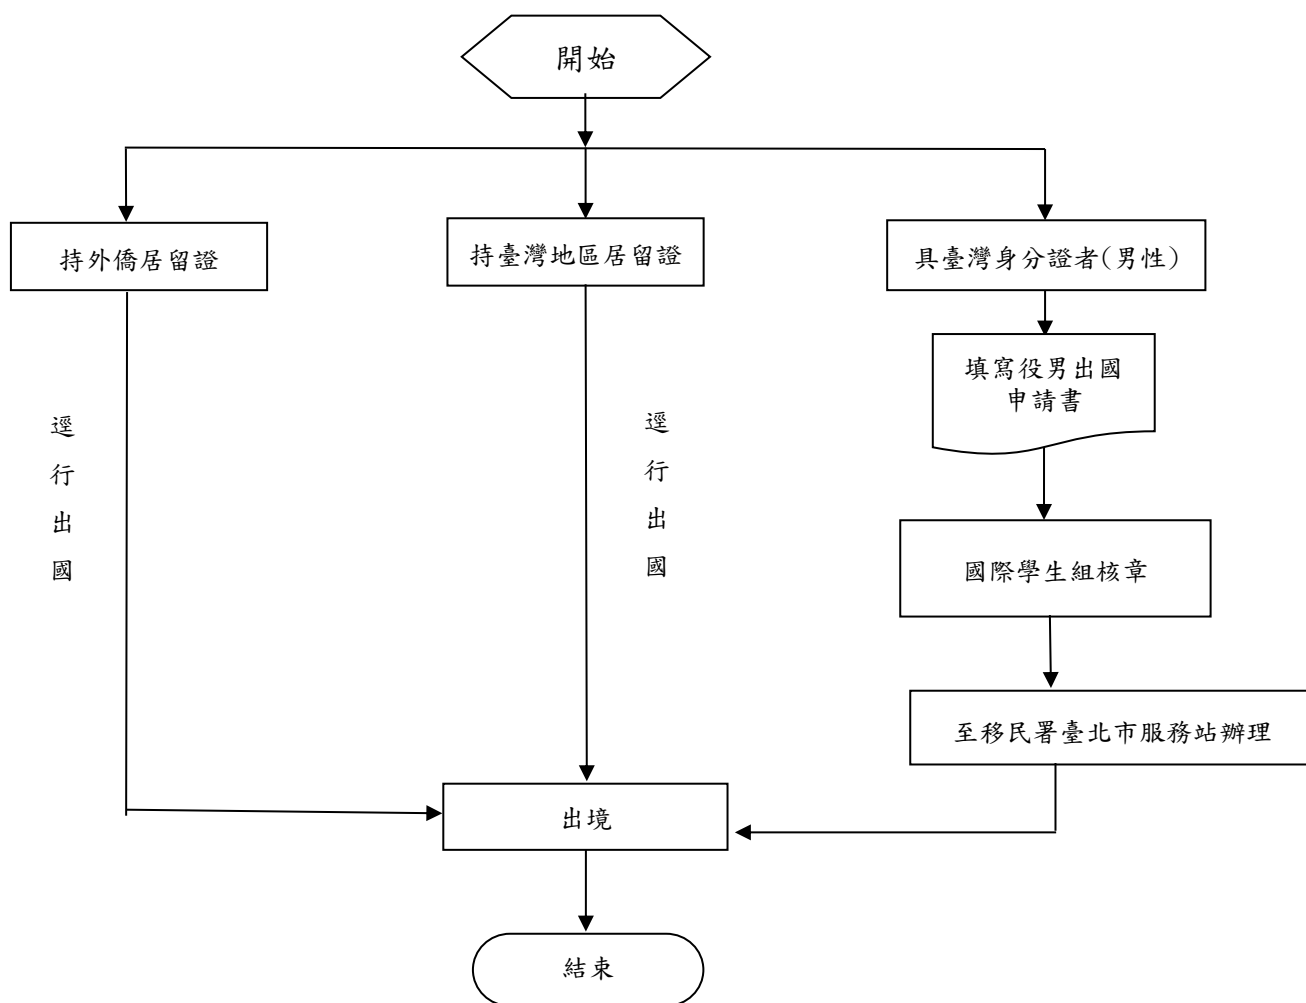 開始
持外僑居留證
持臺灣地區居留證
具臺灣身分證者(男性)
填寫役男出國
申請書
逕行出國
逕行出國
國際學生組核章
至移民署臺北市服務站辦理
出境
結束